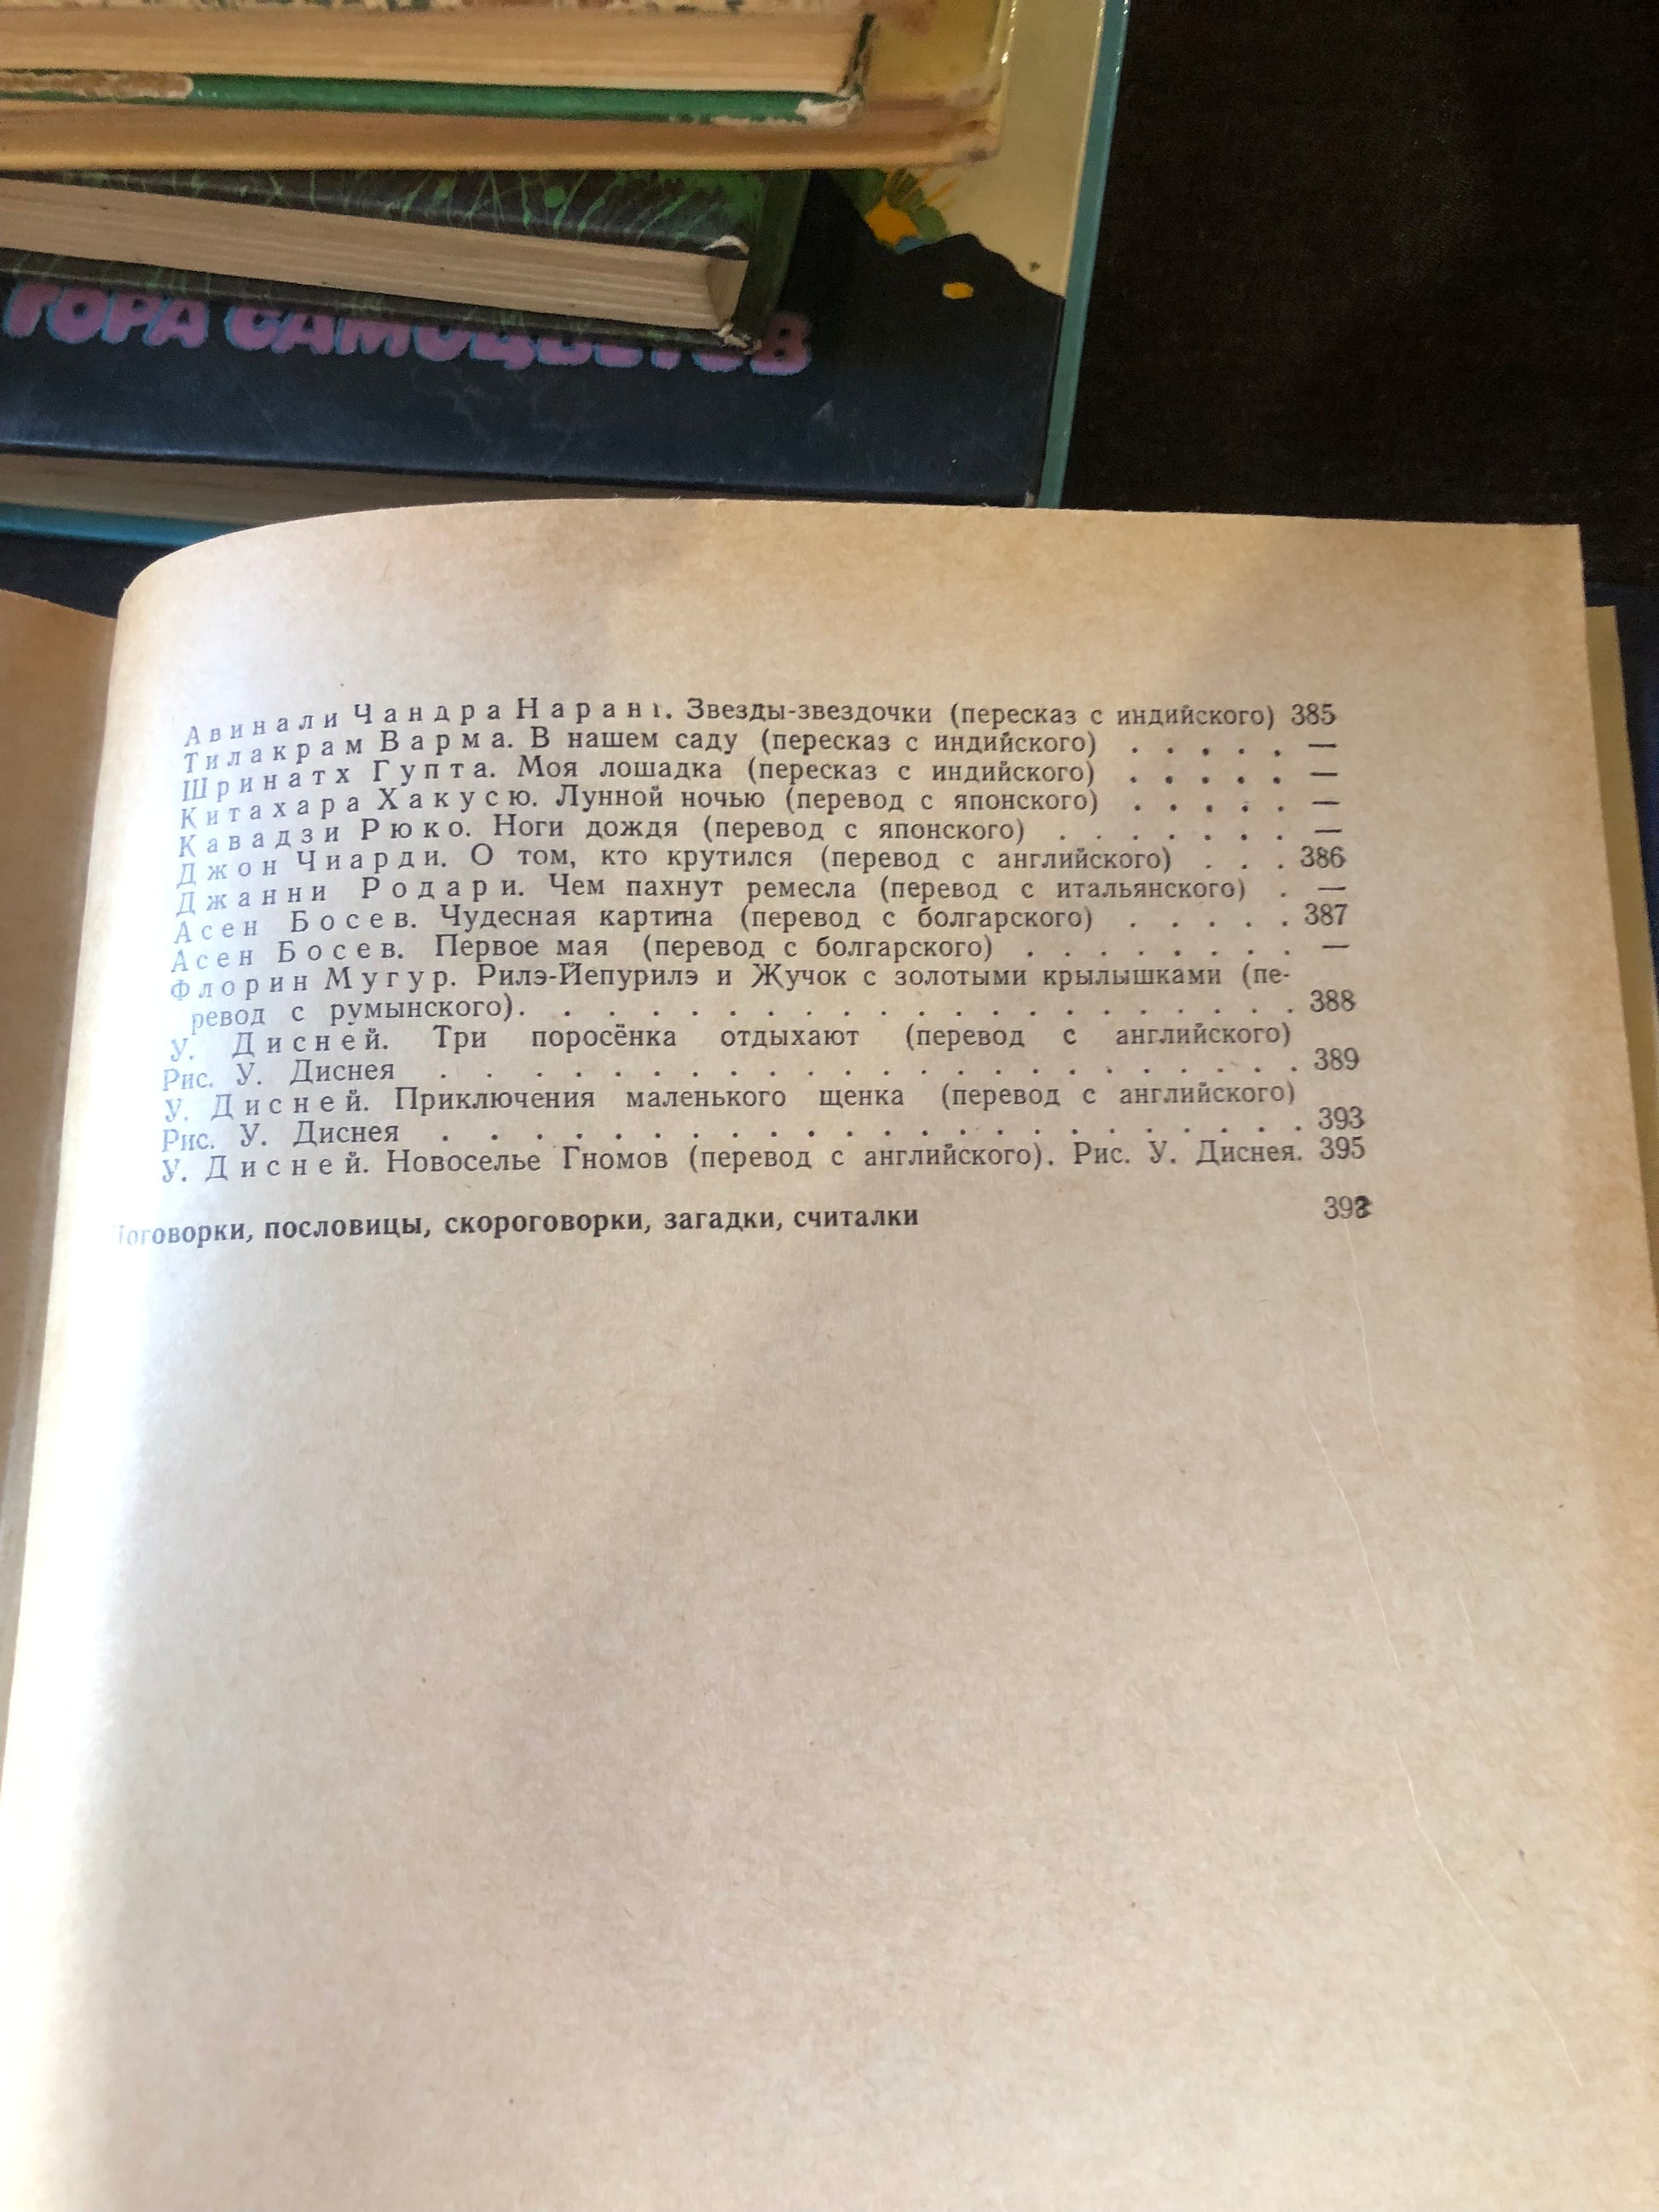 ГОРА САМОЦВЕТОВ
Авинали Чандра Нараңı. Звезды-звездочки (пересказ с индийского) 385
Тилакрам Варма. В нашем саду (пересказ с индийского) . . . . . —
Шринатх Гупта. Моя лошадка (пересказ с индийского) . . . . . —
Китахара Хакусю. Лунной ночью (перевод с японского) . . . . . —
Кавадзи Рюко. Ноги дождя (перевод с японского) . . . . . . . —
Джон Чиарди. О том, кто крутился (перевод с английского) . . . 386
Джанни Родари. Чем пахнут ремесла (перевод с итальянского) . —
Асен Босев. Чудесная картина (перевод с болгарского) . . . . . 387
Асен Босев. Первое мая (перевод с болгарского) . . . . . . . . —
Флорин Мугур. Рилэ-Йепурилэ и Жучок с золотыми крылышками (пе-
ревод с румынского). . . . . . . . . . . . . . . . . . . . 388
У. Дисней. Три поросёнка отдыхают (перевод с английского)
Рис. У. Диснея . . . . . . . . . . . . . . . . . . . . . . 389
У. Дисней. Приключения маленького щенка (перевод с английского)
Рис. У. Диснея . . . . . . . . . . . . . . . . . . . . . . 393
У. Дисней. Новоселье Гномов (перевод с английского). Рис. У. Диснея. 395
Поговорки, пословицы, скороговорки, загадки, считалки